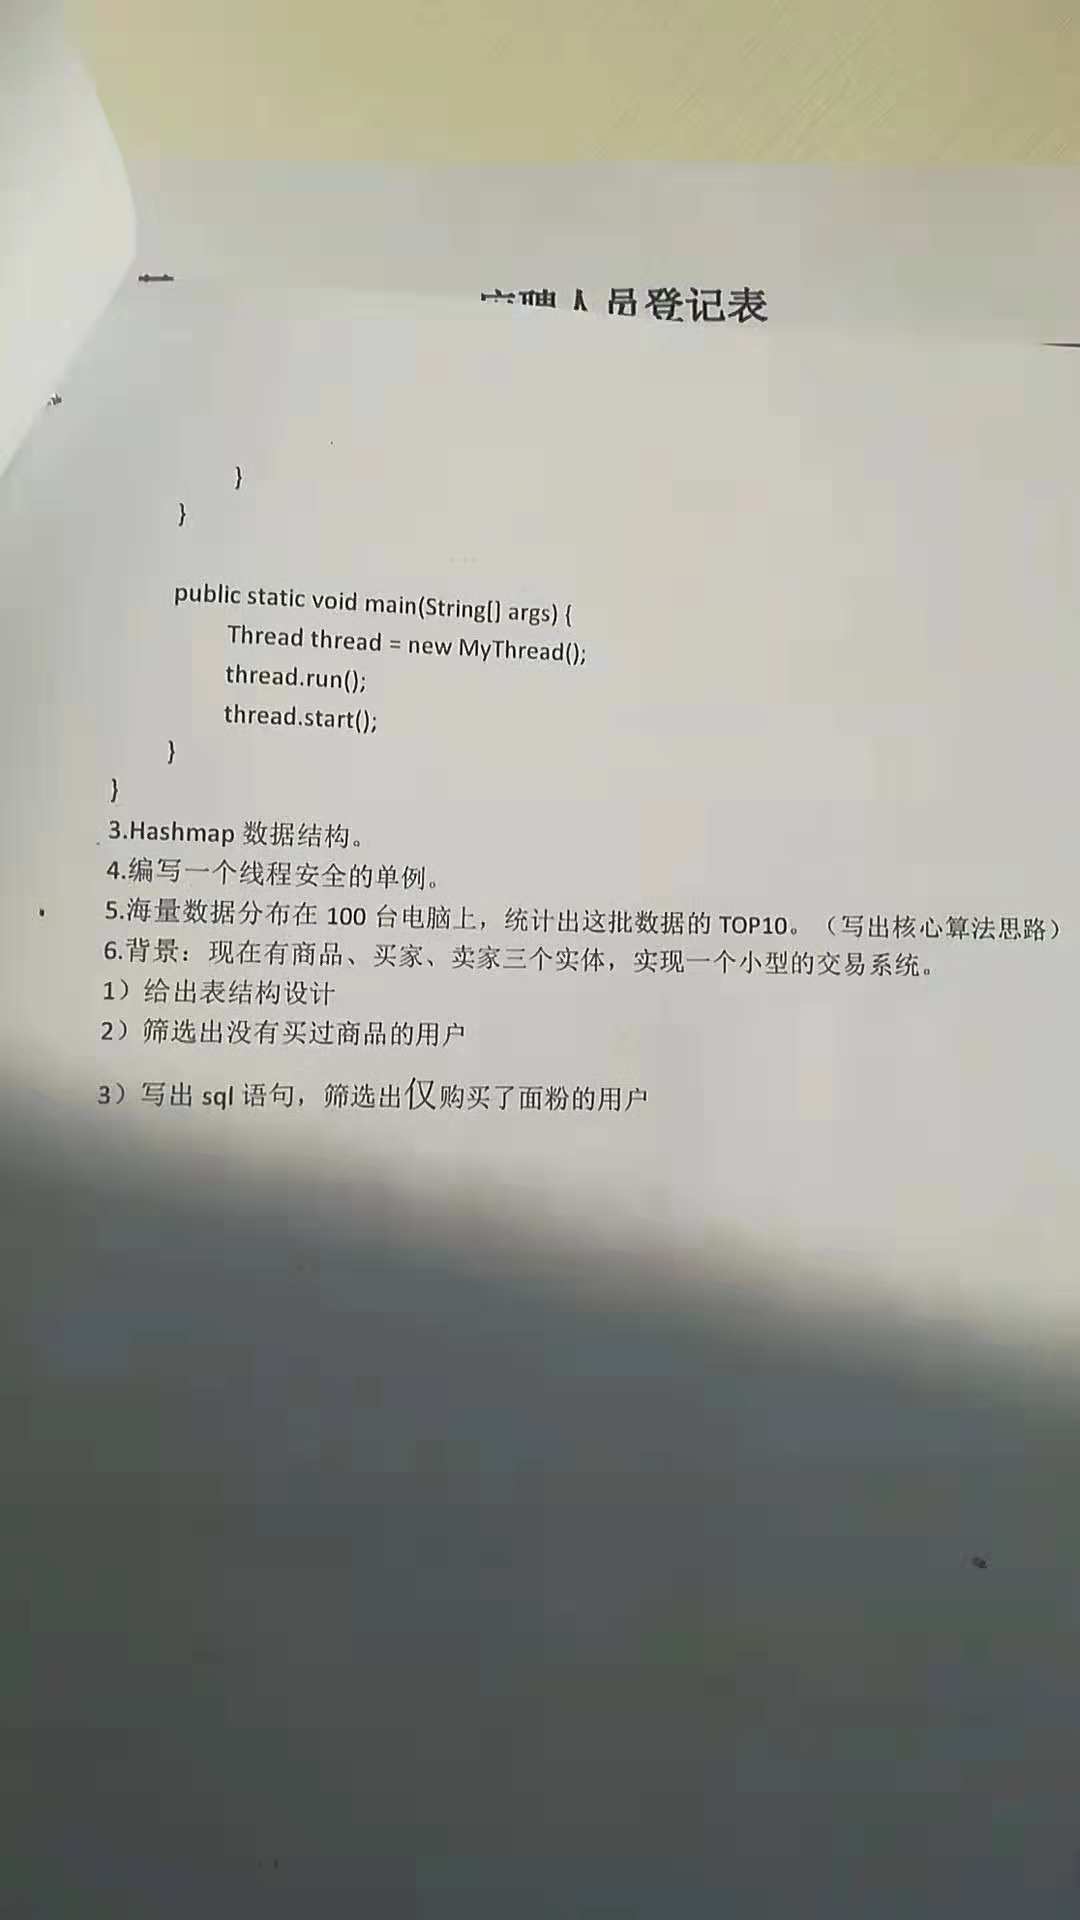 人员登记表
}
}
public static void main(String[] args) {
Thread thread = new MyThread();
thread.run();
thread.start();
}
}
3.Hashmap 数据结构。
4.编写一个线程安全的单例。
5.海量数据分布在 100 台电脑上，统计出这批数据的 TOP10。（写出核心算法思路）
6.背景：现在有商品、买家、卖家三个实体，实现一个小型的交易系统。
1）给出表结构设计
2）筛选出没有买过商品的用户
3）写出 sql 语句，筛选出仅购买了面粉的用户